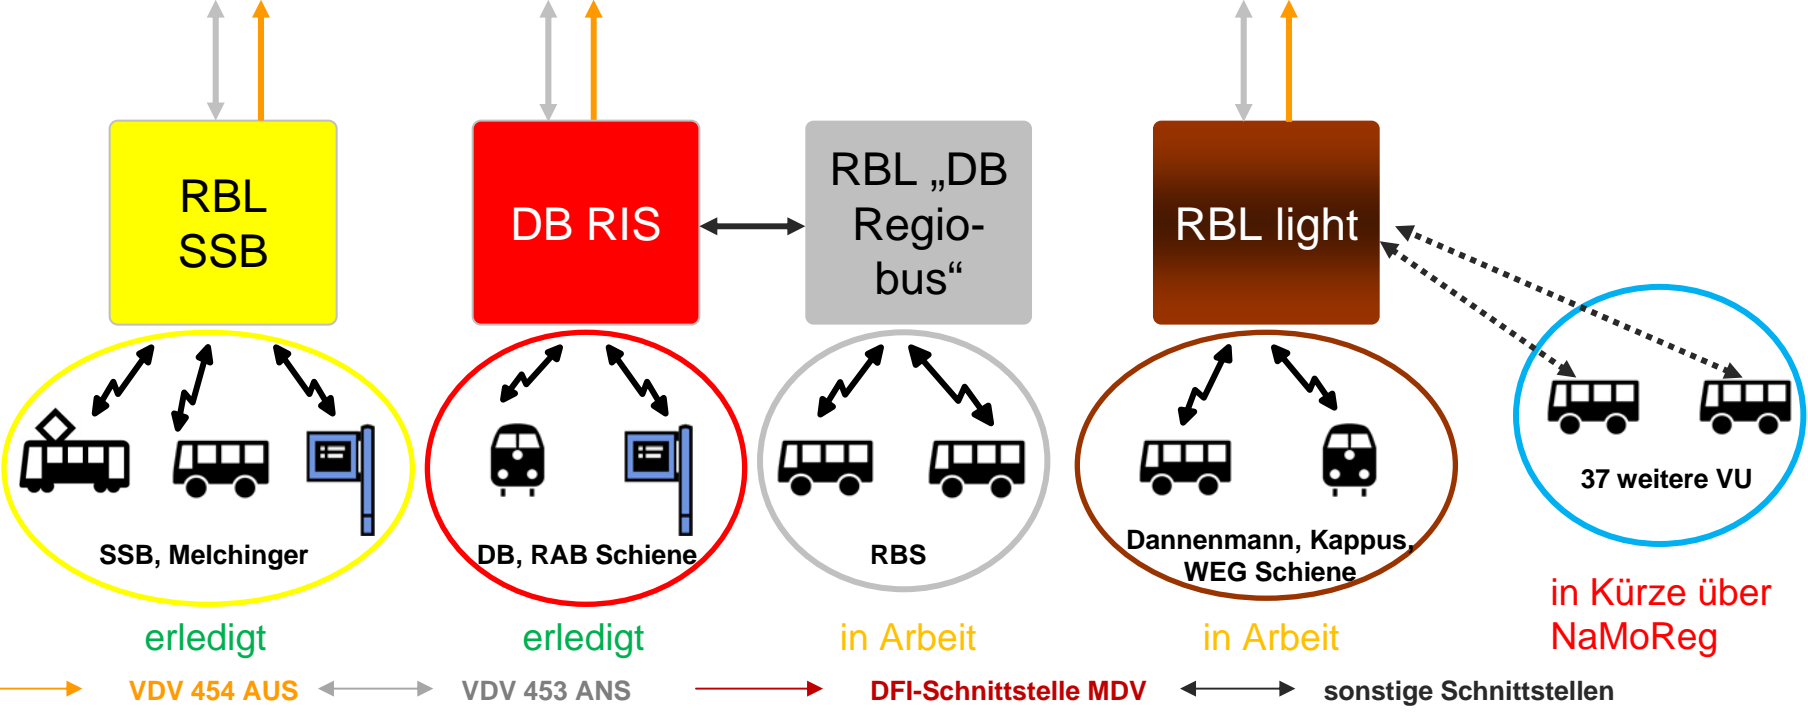 RBL
SSB
DB RIS
RBL „DB
Regio-
bus“
RBL light
SSB, Melchinger
DB, RAB Schiene
RBS
Dannenmann, Kappus,
WEG Schiene
37 weitere VU
erledigt
erledigt
in Arbeit
in Arbeit
in Kürze über
NaMoReg
VDV 454 AUS
VDV 453 ANS
DFI-Schnittstelle MDV
sonstige Schnittstellen